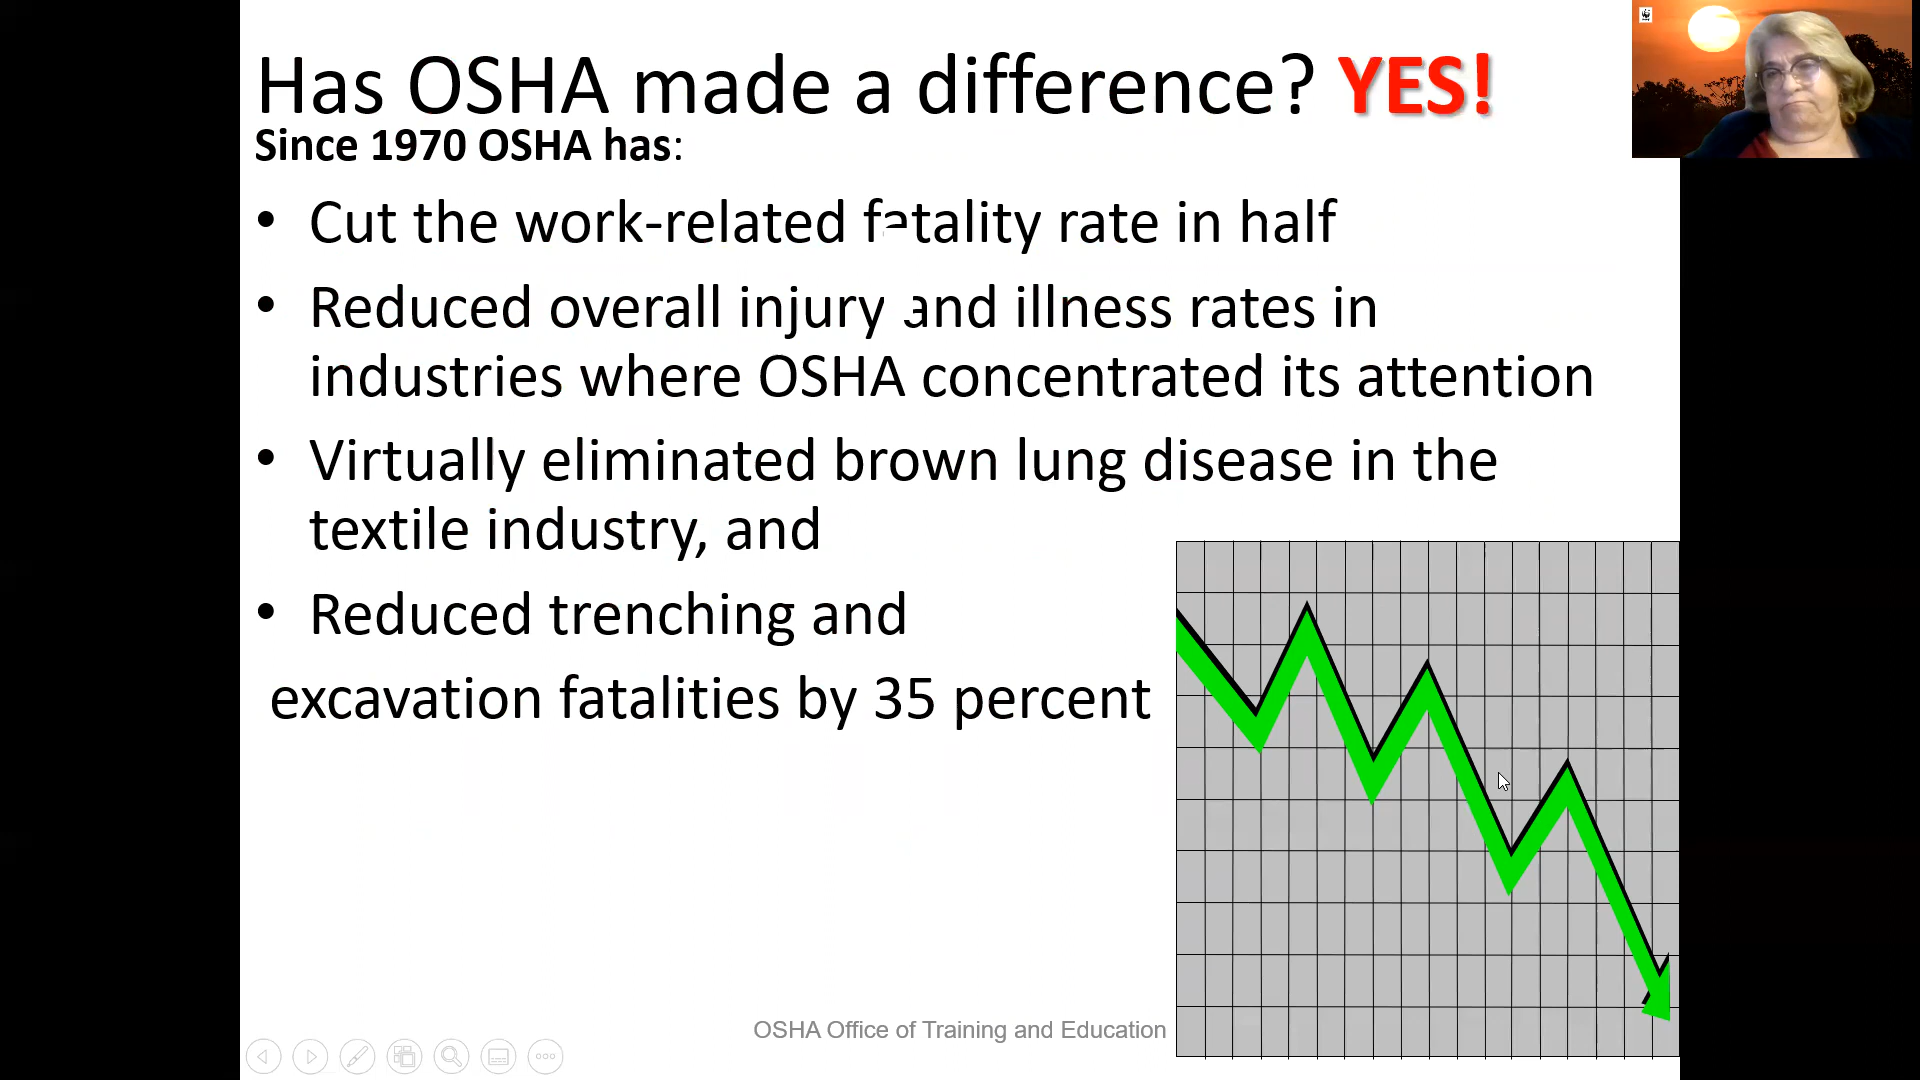 Has OSHA made a difference? YES!
Since 1970 OSHA has:
• Cut the work-related fatality rate in half
• Reduced overall injury and illness rates in
industries where OSHA concentrated its attention
• Virtually eliminated brown lung disease in the
textile industry, and
• Reduced trenching and
excavation fatalities by 35 percent
OSHA Office of Training and Education